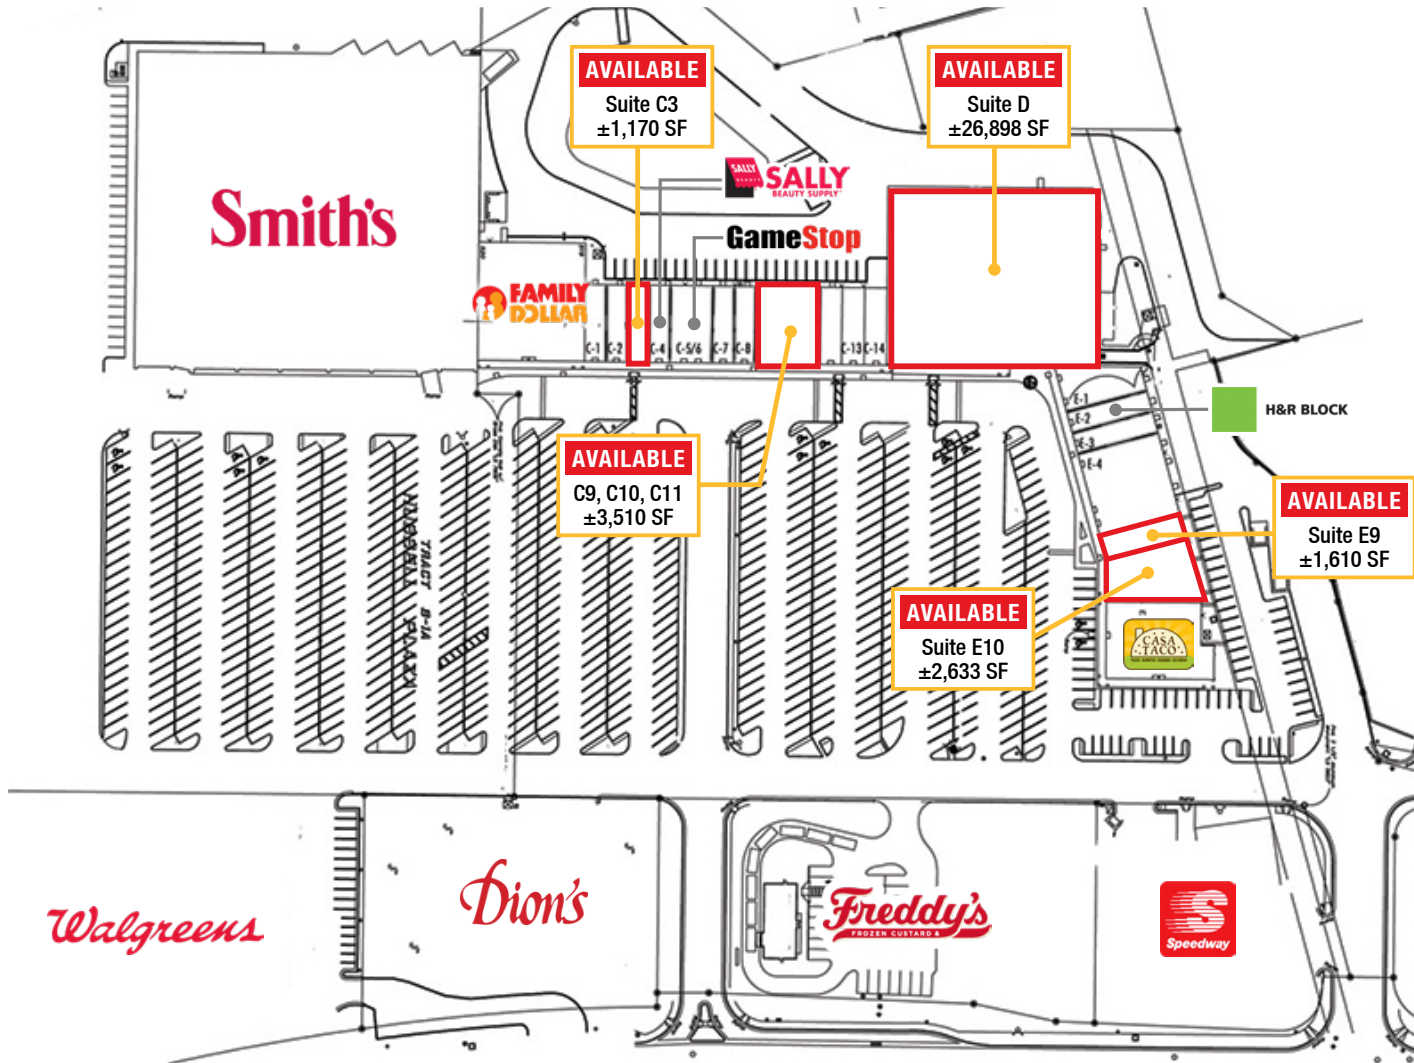 AVAILABLE
Suite C3
±1,170 SF
AVAILABLE
Suite D
±26,898 SF
SALLY
SALLY
BEAUTY SUPPLY
GameStop
Smith's
FAMILY
DOLLAR
C-1
C-2
C-4
C-5/6
C-7
C-8
C-13
C-14
E-1
E-2
E-3
E-4
H&R BLOCK
AVAILABLE
C9, C10, C11
±3,510 SF
AVAILABLE
Suite E9
±1,610 SF
AVAILABLE
Suite E10
±2,633 SF
TRACT B-1A
CASA
TACO
Walgreens
Dion's
Freddy's
FROZEN CUSTARD &
S
Speedway